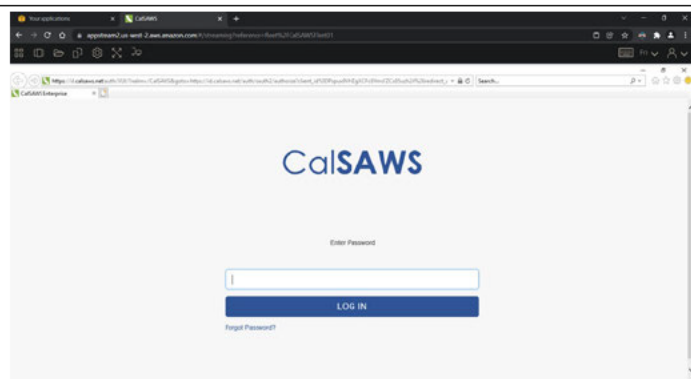 Your applications
CalSAWS
appstream2.us-west-2.aws.amazon.com
Search...
CalSAWS Enterprise
CalSAWS
Enter Password
LOG IN
Forgot Password?